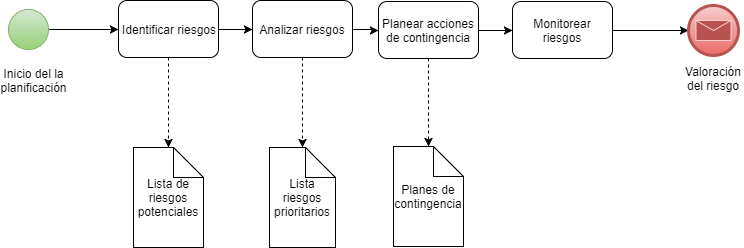 Identificar riesgos
Analizar riesgos
Planear acciones
de contingencia
Monitorear
riesgos
Inicio del la
planificación
Valoración
del riesgo
Lista de
riesgos
potenciales
Lista
riesgos
prioritarios
Planes de
contingencia